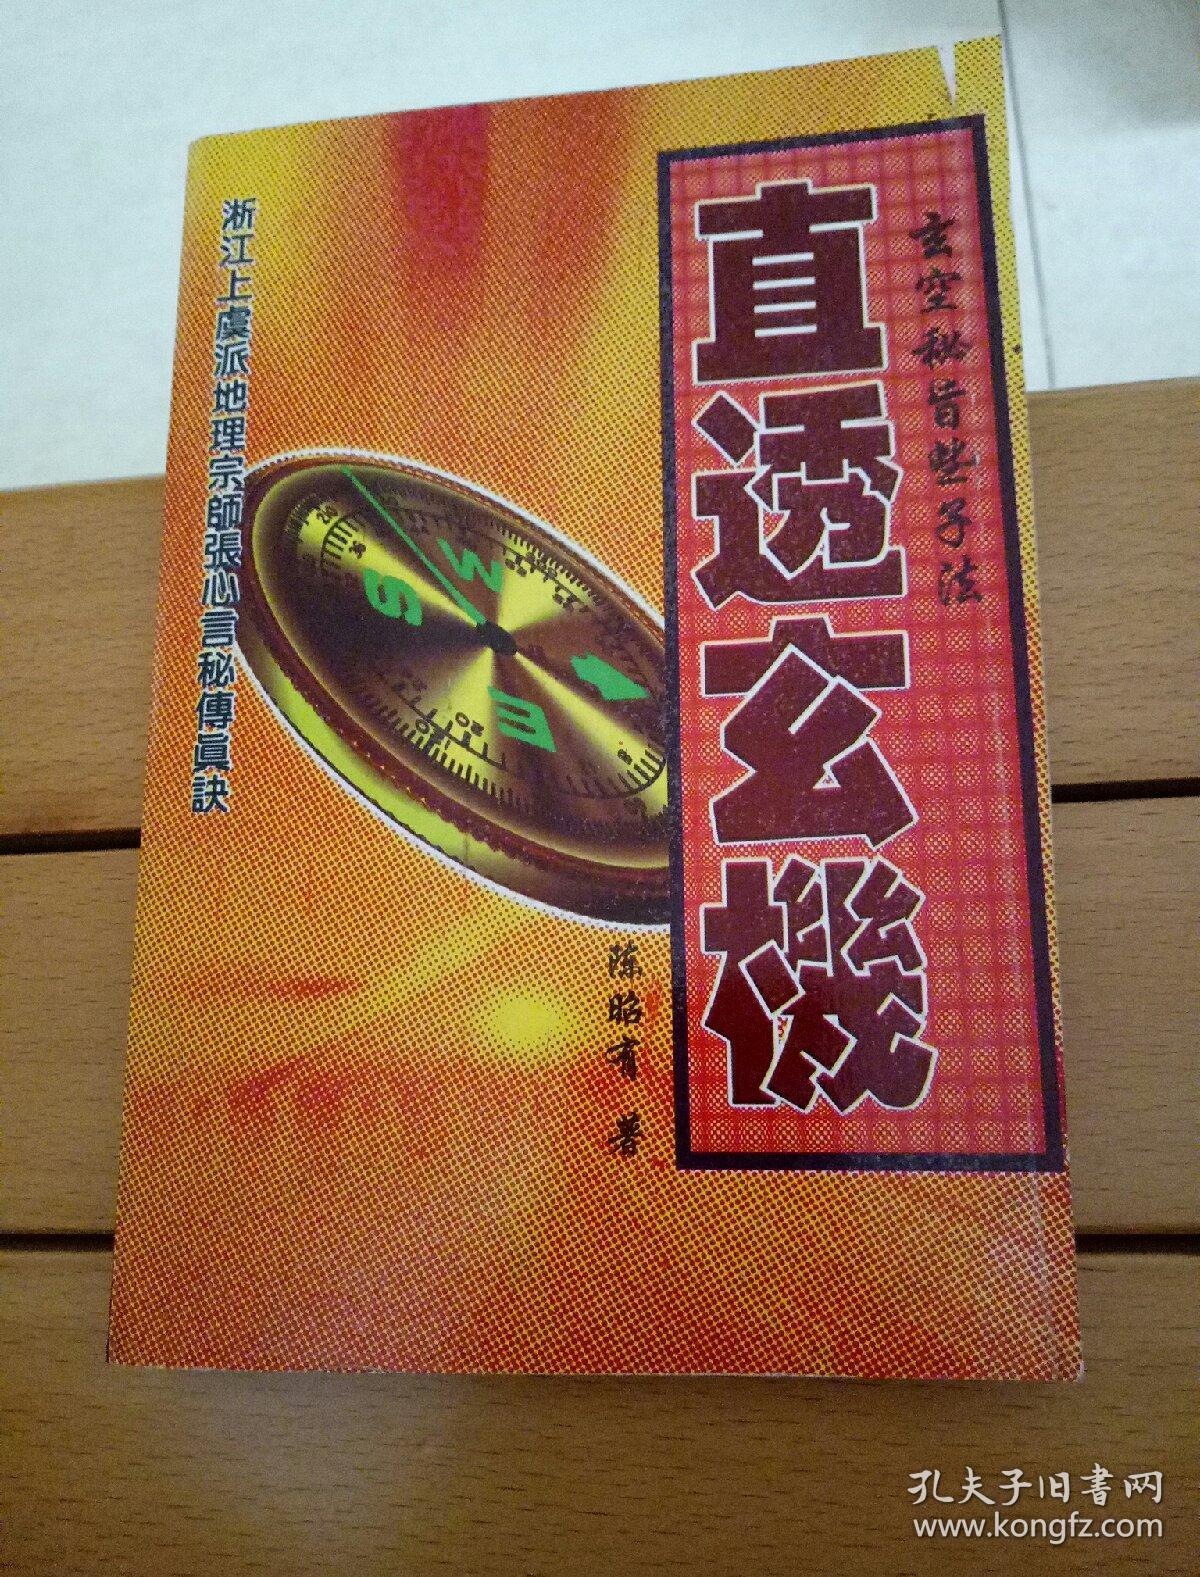 玄空秘旨些子法
直透玄機
陈昭有 著
浙江上虞派地理宗師張心言秘傳眞訣
S
W
E
20
孔夫子旧书网
www.kongfz.com